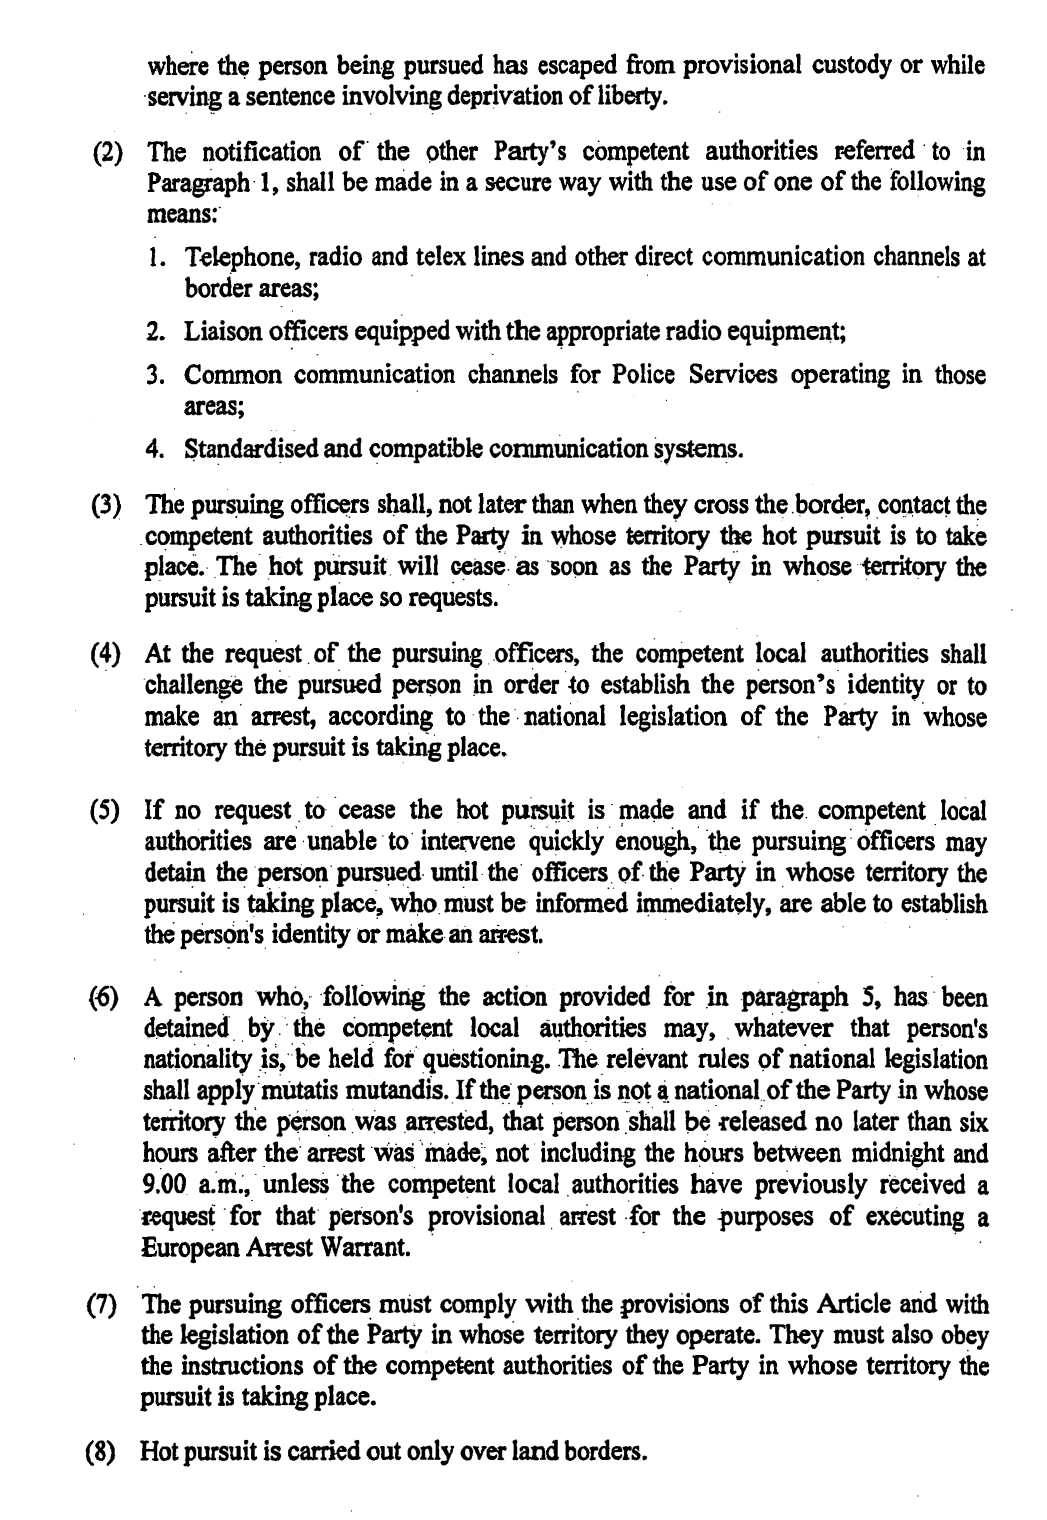 where the person being pursued has escaped from provisional custody or while
serving a sentence involving deprivation of liberty.
(2) The notification of the other Party's competent authorities referred to in
Paragraph 1, shall be made in a secure way with the use of one of the following
means:
1. Telephone, radio and telex lines and other direct communication channels at
border areas;
2. Liaison officers equipped with the appropriate radio equipment;
3. Common communication channels for Police Services operating in those
areas;
4. Standardised and compatible communication systems.
(3) The pursuing officers shall, not later than when they cross the border, contact the
competent authorities of the Party in whose territory the hot pursuit is to take
place. The hot pursuit will cease as soon as the Party in whose territory the
pursuit is taking place so requests.
(4) At the request of the pursuing officers, the competent local authorities shall
challenge the pursued person in order to establish the person's identity or to
make an arrest, according to the national legislation of the Party in whose
territory the pursuit is taking place.
(5) If no request to cease the hot pursuit is made and if the competent local
authorities are unable to intervene quickly enough, the pursuing officers may
detain the person pursued until the officers of the Party in whose territory the
pursuit is taking place, who must be informed immediately, are able to establish
the person's identity or make an arrest.
(6) A person who, following the action provided for in paragraph 5, has been
detained by the competent local authorities may, whatever that person's
nationality is, be held for questioning. The relevant rules of national legislation
shall apply mutatis mutandis. If the person is not a national of the Party in whose
territory the person was arrested, that person shall be released no later than six
hours after the arrest was made, not including the hours between midnight and
9.00 a.m., unless the competent local authorities have previously received a
request for that person's provisional arrest for the purposes of executing a
European Arrest Warrant.
(7) The pursuing officers must comply with the provisions of this Article and with
the legislation of the Party in whose territory they operate. They must also obey
the instructions of the competent authorities of the Party in whose territory the
pursuit is taking place.
(8) Hot pursuit is carried out only over land borders.